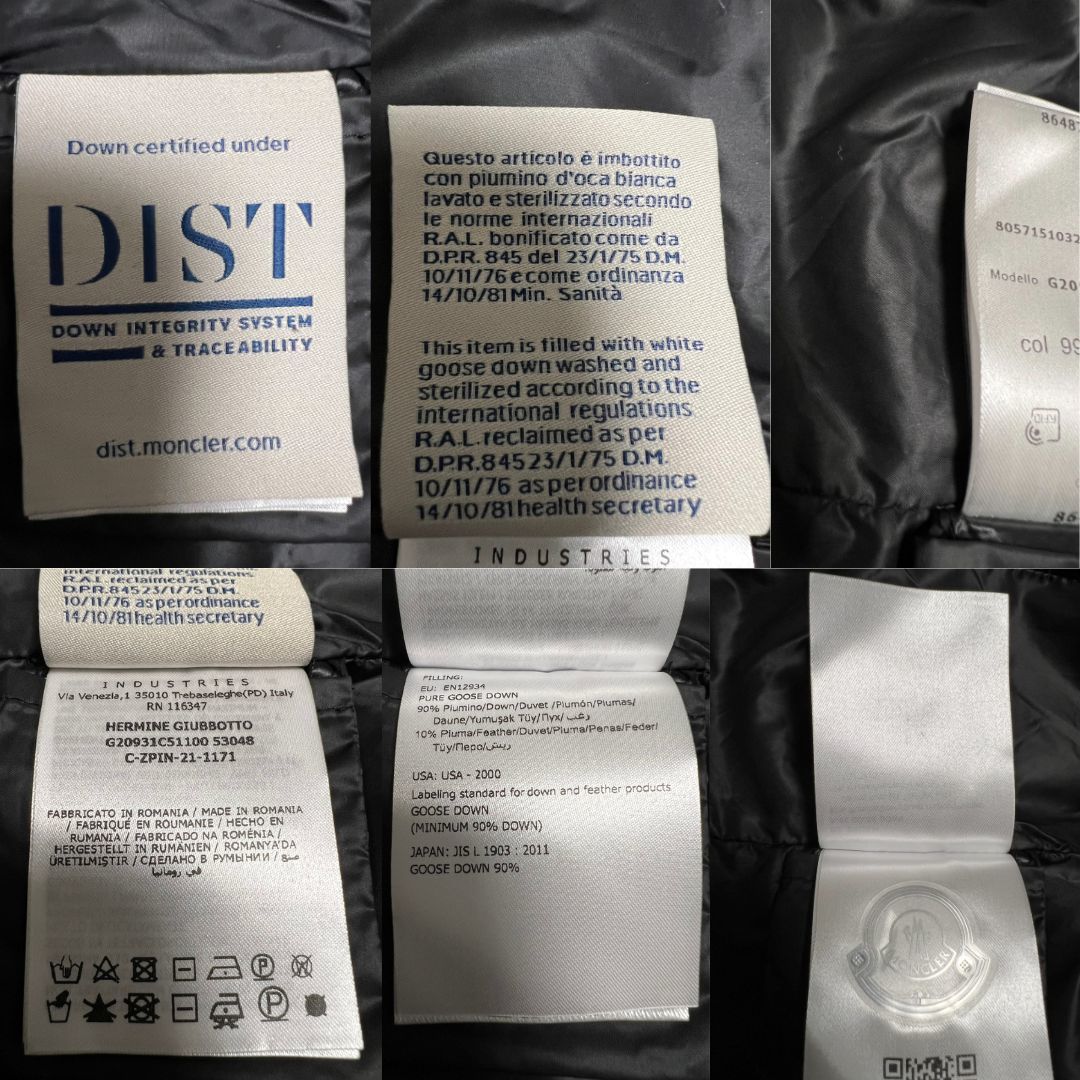 Down certified under
DIST
DOWN INTEGRITY SYSTEM
& TRACEABILITY
dist.moncler.com
Questo articolo è imbottito
con piumino d'oca bianca
lavato e sterilizzato secondo
le norme internazionali
R.A.L. bonificato come da
D.P.R. 845 del 23/1/75 D.M.
10/11/76 e come ordinanza
14/10/81 Min. Sanità
This item is filled with white
goose down washed and
sterilized according to the
international regulations
R.A.L. reclaimed as per
D.P.R. 845 23/1/75 D.M.
10/11/76 as per ordinance
14/10/81 health secretary
INDUSTRIES
8648
8057151032
Modello G20
col 99
86
international regulations
R.A.L. reclaimed as per
D.P.R. 845 23/1/75 D.M.
10/11/76 as per ordinance
14/10/81 health secretary
INDUSTRIES
Via Venezia,1 35010 Trebaseleghe(PD) Italy
RN 116347
HERMINE GIUBBOTTO
G20931C51100 53048
C-ZPIN-21-1171
FABBRICATO IN ROMANIA / MADE IN ROMANIA
/ FABRIQUÉ EN ROUMANIE / HECHO EN
RUMANIA / FABRICADO NA ROMÉNIA /
HERGESTELLT IN RUMÄNIEN / ROMANYA'DA
ÜRETILMIŞTIR / СДЕЛАНО В РУМЫНИИ / صنع
في رومانيا
FILLING:
EU: EN12934
PURE GOOSE DOWN
90% Piumino/Down/Duvet /Plumón/Plumas/
Daune/Yumuşak Tüy/Пух/ زغب
10% Piuma/Feather/Duvet/Pluma/Penas/Feder/
Tüy/Перо/ريش
USA: USA - 2000
Labeling standard for down and feather products
GOOSE DOWN
(MINIMUM 90% DOWN)
JAPAN: JIS L 1903 : 2011
GOOSE DOWN 90%
MONCLER